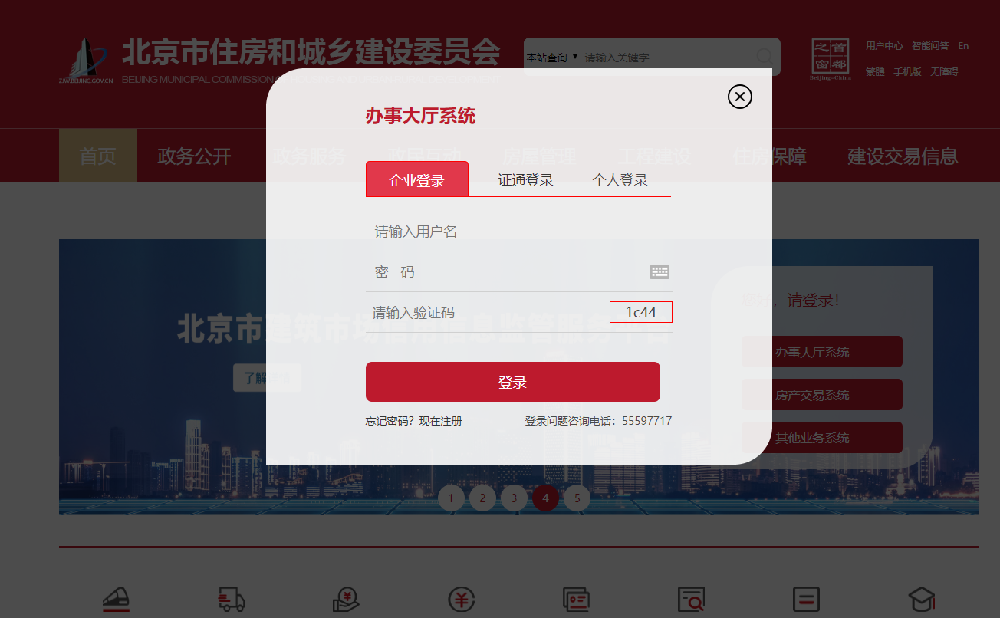 北京市住房和城乡建设委员会
BEIJING MUNICIPAL COMMISSION
ZJW.BEIJING.GOV.CN
本站查询 ▼ 请输入关键字
首都之窗
Beijing-China
用户中心 智能问答 En
繁體 手机版 无障碍
办事大厅系统
首页 政务公开 政务服务 政民互动 房屋管理 工程建设 住房保障 建设交易信息
企业登录 一证通登录 个人登录
请输入用户名
密 码
请输入验证码 1c44
登录
忘记密码？现在注册 登录问题咨询电话：55597717
您好，请登录！
北京市建筑市场
了解
办事大厅系统
房产交易系统
其他业务系统
1 2 3 4 5